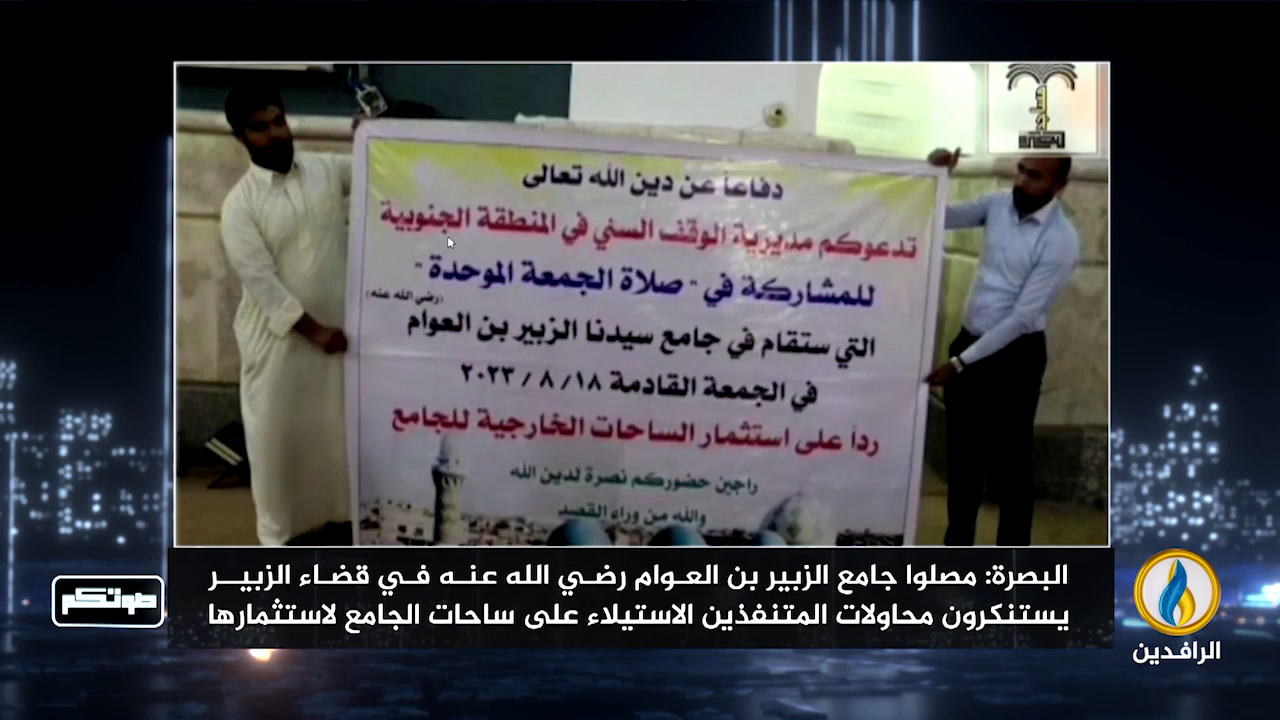 دفاعاً عن دين الله تعالى
تدعوكم مديرية الوقف السني في المنطقة الجنوبية
للمشاركة في " صلاة الجمعة الموحدة "
(رضي الله عنه)
التي ستقام في جامع سيدنا الزبير بن العوام
في الجمعة القادمة ١٨ / ٨ / ٢٠٢٣
رداً على استثمار الساحات الخارجية للجامع
راجين حضوركم نصرة لدين الله
والله من وراء القصد
البصرة: مصلوا جامع الزبير بن العوام رضي الله عنه في قضاء الزبير
يستنكرون محاولات المتنفذين الاستيلاء على ساحات الجامع لاستثمارها
صوتكم
الرافدين